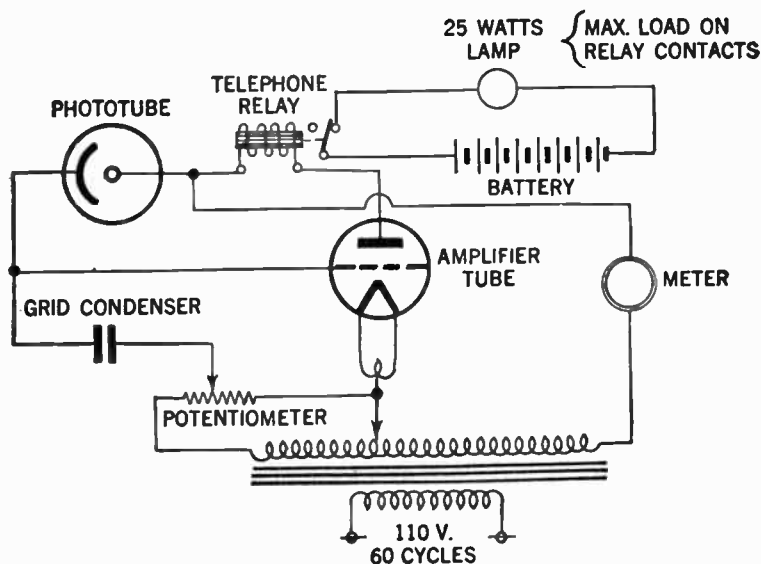 25 WATTS
LAMP
MAX. LOAD ON
RELAY CONTACTS
TELEPHONE
RELAY
PHOTOTUBE
BATTERY
AMPLIFIER
TUBE
METER
GRID CONDENSER
POTENTIOMETER
110 V.
60 CYCLES